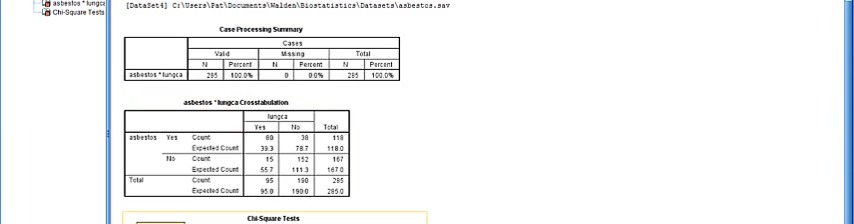 asbestos * lungca
Chi-Square Tests
[DataSet4] C:\Users\Pat\Documents\Walden\Biostatistics\Datasets\asbestos.sav
Case Processing Summary
Cases
Valid Missing Total
N Percent N Percent N Percent
asbestos * lungca 285 100.0% 0 0.0% 285 100.0%
asbestos * lungca Crosstabulation
lungca
Yes No Total
asbestos Yes Count 80 38 118
Expected Count 39.3 78.7 118.0
No Count 15 152 167
Expected Count 55.7 111.3 167.0
Total Count 95 190 285
Expected Count 95.0 190.0 285.0
Chi-Square Tests